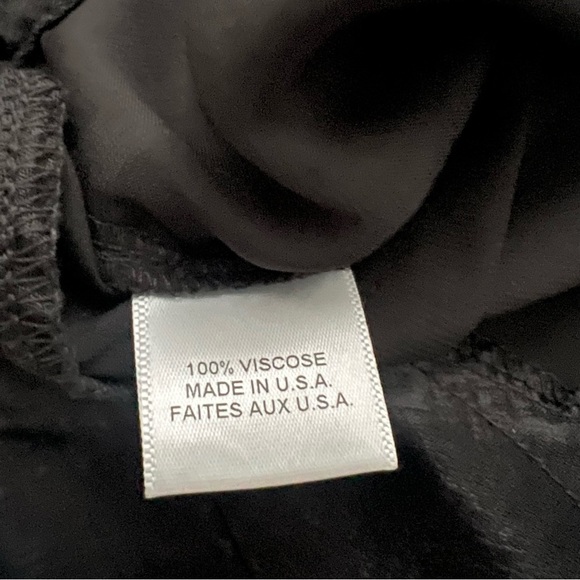 100% VISCOSE
MADE IN U.S.A.
FAITES AUX U.S.A.